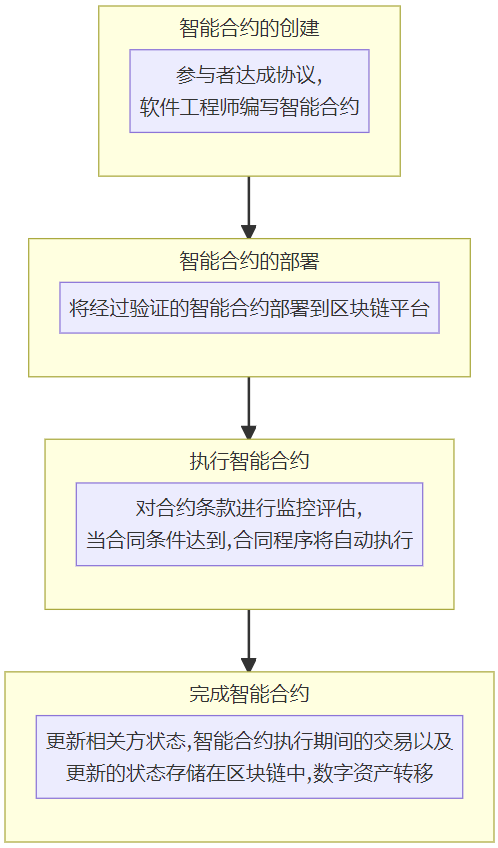 智能合约的创建
参与者达成协议,
软件工程师编写智能合约
智能合约的部署
将经过验证的智能合约部署到区块链平台
执行智能合约
对合约条款进行监控评估,
当合同条件达到,合同程序将自动执行
完成智能合约
更新相关方状态,智能合约执行期间的交易以及
更新的状态存储在区块链中,数字资产转移